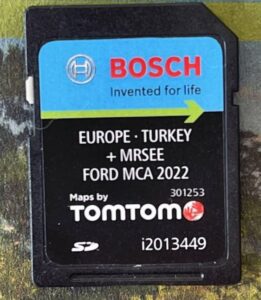 BOSCH
Invented for life
EUROPE · TURKEY
+ MRSEE
FORD MCA 2022
301253
Maps by
TOMTOM
SD i2013449